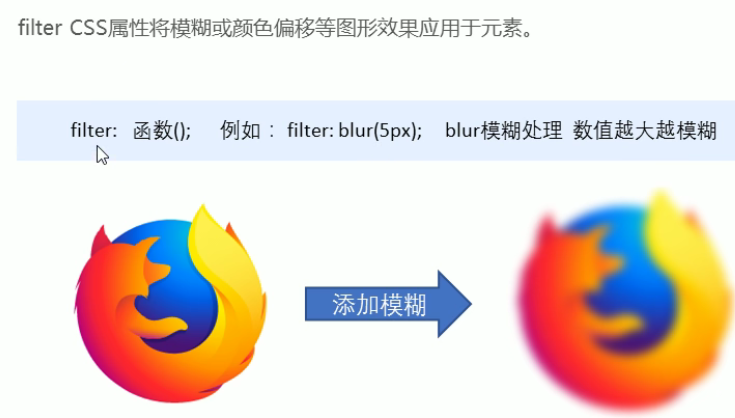 filter CSS属性将模糊或颜色偏移等图形效果应用于元素。
filter: 函数(); 例如： filter: blur(5px); blur模糊处理 数值越大越模糊
添加模糊